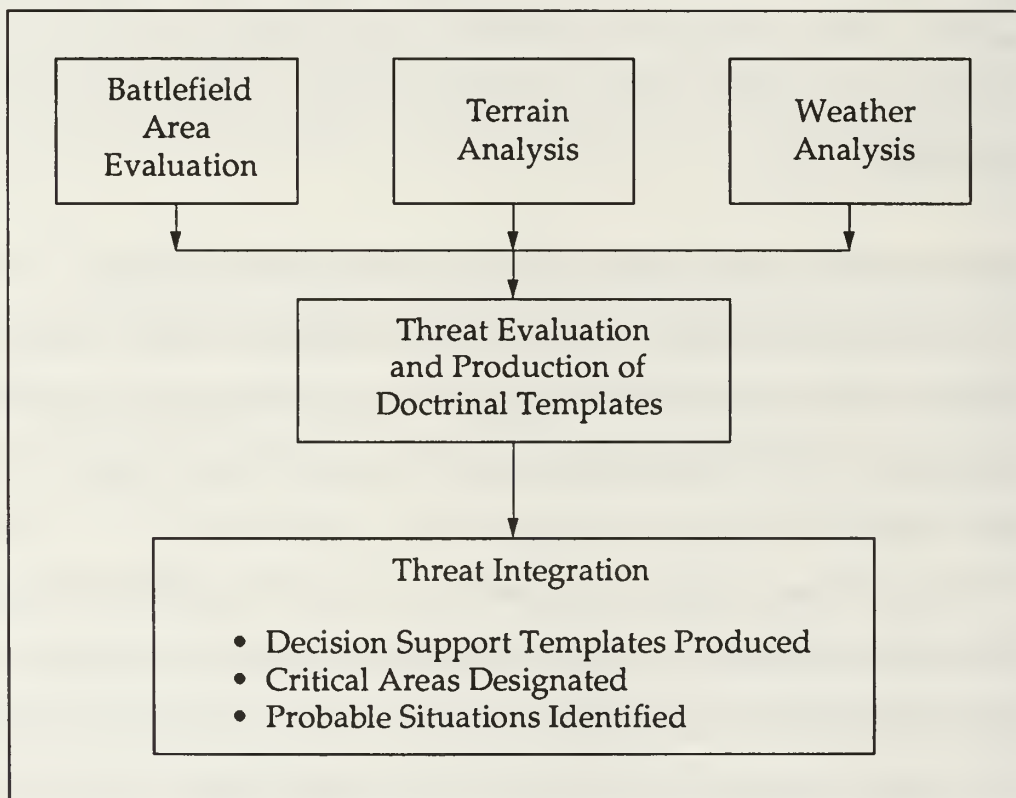 Battlefield
Area
Evaluation
Terrain
Analysis
Weather
Analysis
Threat Evaluation
and Production of
Doctrinal Templates
Threat Integration
• Decision Support Templates Produced
• Critical Areas Designated
• Probable Situations Identified